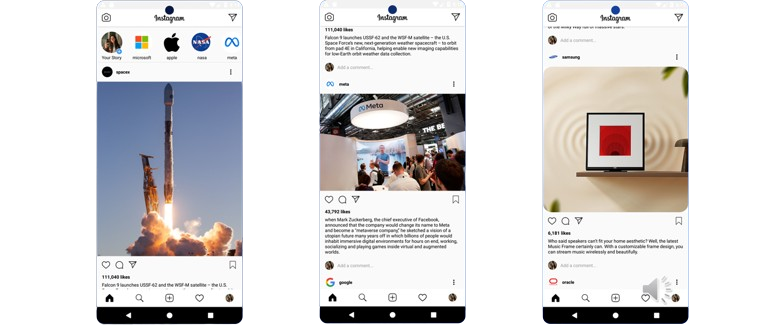 Instagram
Your Story
microsoft
apple
NASA
nasa
meta
spacex
111,040 likes
Falcon 9 launches USSF-62 and the WSF-M satellite – the U.S.
Instagram
111,040 likes
Falcon 9 launches USSF-62 and the WSF-M satellite – the U.S.
Space Force's new, next-generation weather spacecraft – to orbit
from pad 4E in California, helping enable new imaging capabilities
for low-Earth orbit weather data collection.
Add a comment...
meta
Meta
THE BE
43,792 likes
when Mark Zuckerberg, the chief executive of Facebook,
announced that the company would change its name to Meta
and become a "metaverse company" he sketched a vision of a
utopian future many years off in which billions of people would
inhabit immersive digital environments for hours on end, working,
socializing and playing games inside virtual and augmented
worlds.
Add a comment...
google
Instagram
Add a comment...
samsung
6,181 likes
Who said speakers can't fit your home aesthetic? Well, the latest
Music Frame certainly can. With a customizable frame design, you
can stream music wirelessly and beautifully.
Add a comment...
oracle